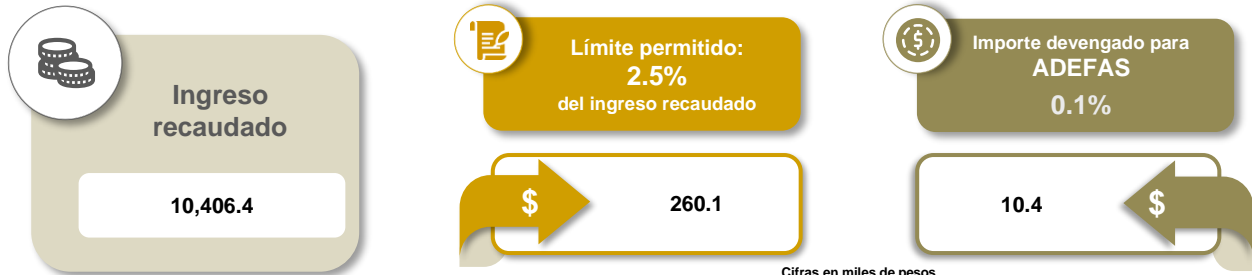 Ingreso
recaudado
10,406.4
Límite permitido:
2.5%
del ingreso recaudado
$
260.1
Importe devengado para
ADEFAS
0.1%
10.4
$
Cifras en miles de pesos